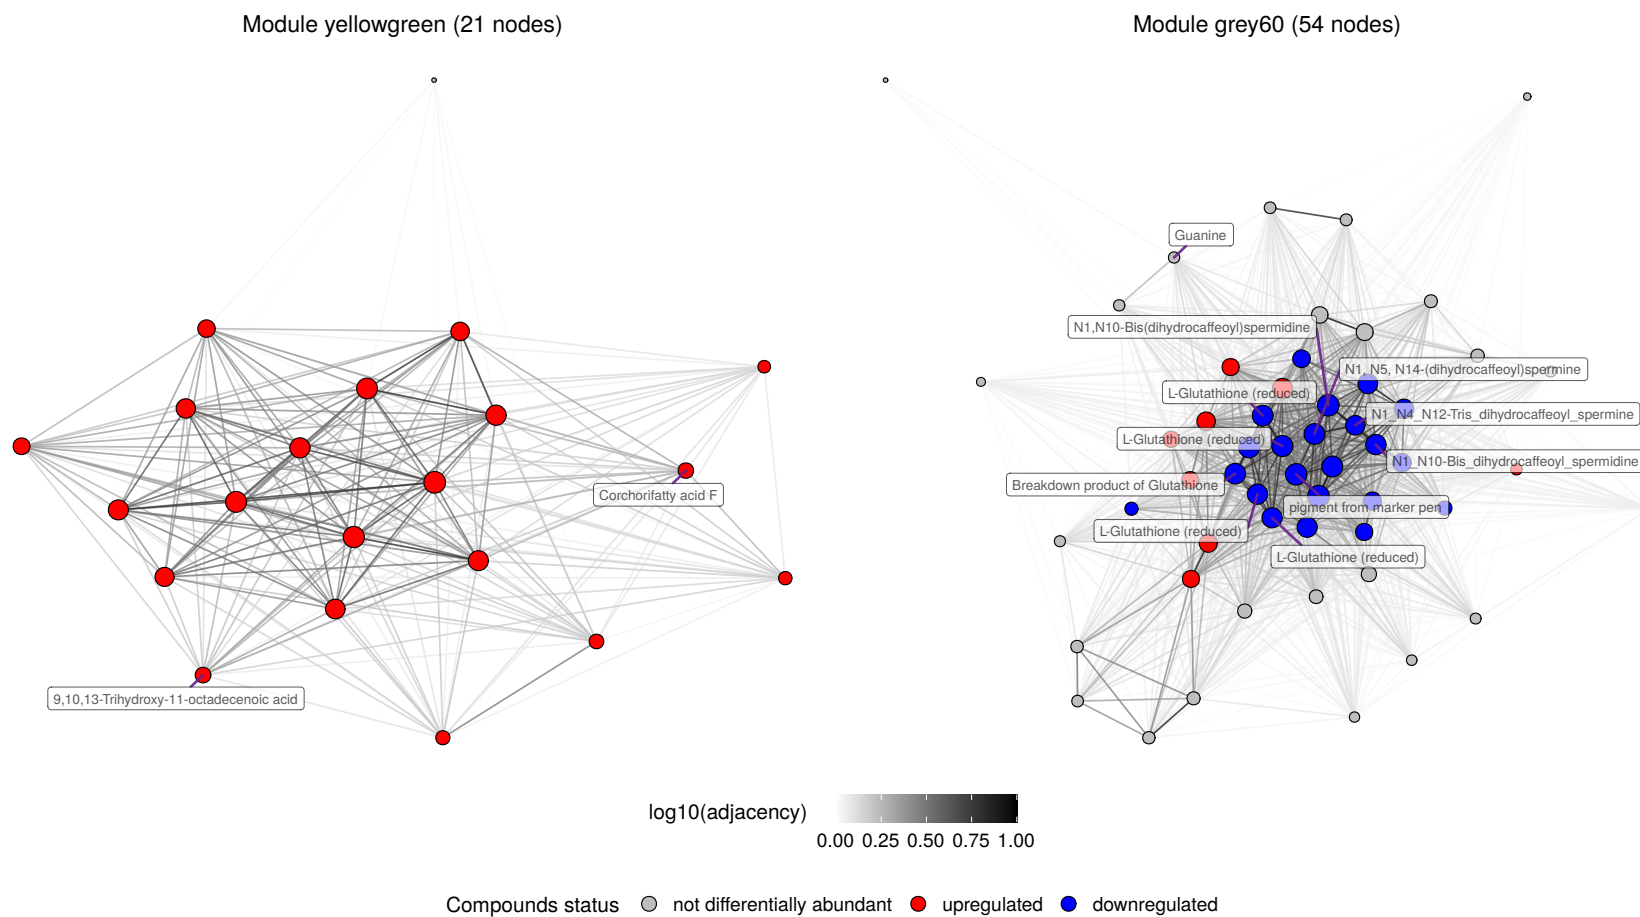 Module yellowgreen (21 nodes)
Module grey60 (54 nodes)
Guanine
N1,N10-Bis(dihydrocaffeoyl)spermidine
N1, N5, N14-(dihydrocaffeoyl)spermine
L-Glutathione (reduced)
N1_N4_N12-Tris_dihydrocaffeoyl_spermine
L-Glutathione (reduced)
N1_N10-Bis_dihydrocaffeoyl_spermidine
Breakdown product of Glutathione
Corchorifatty acid F
pigment from marker pen
L-Glutathione (reduced)
L-Glutathione (reduced)
9,10,13-Trihydroxy-11-octadecenoic acid
log10(adjacency)
0.00 0.25 0.50 0.75 1.00
Compounds status not differentially abundant upregulated downregulated